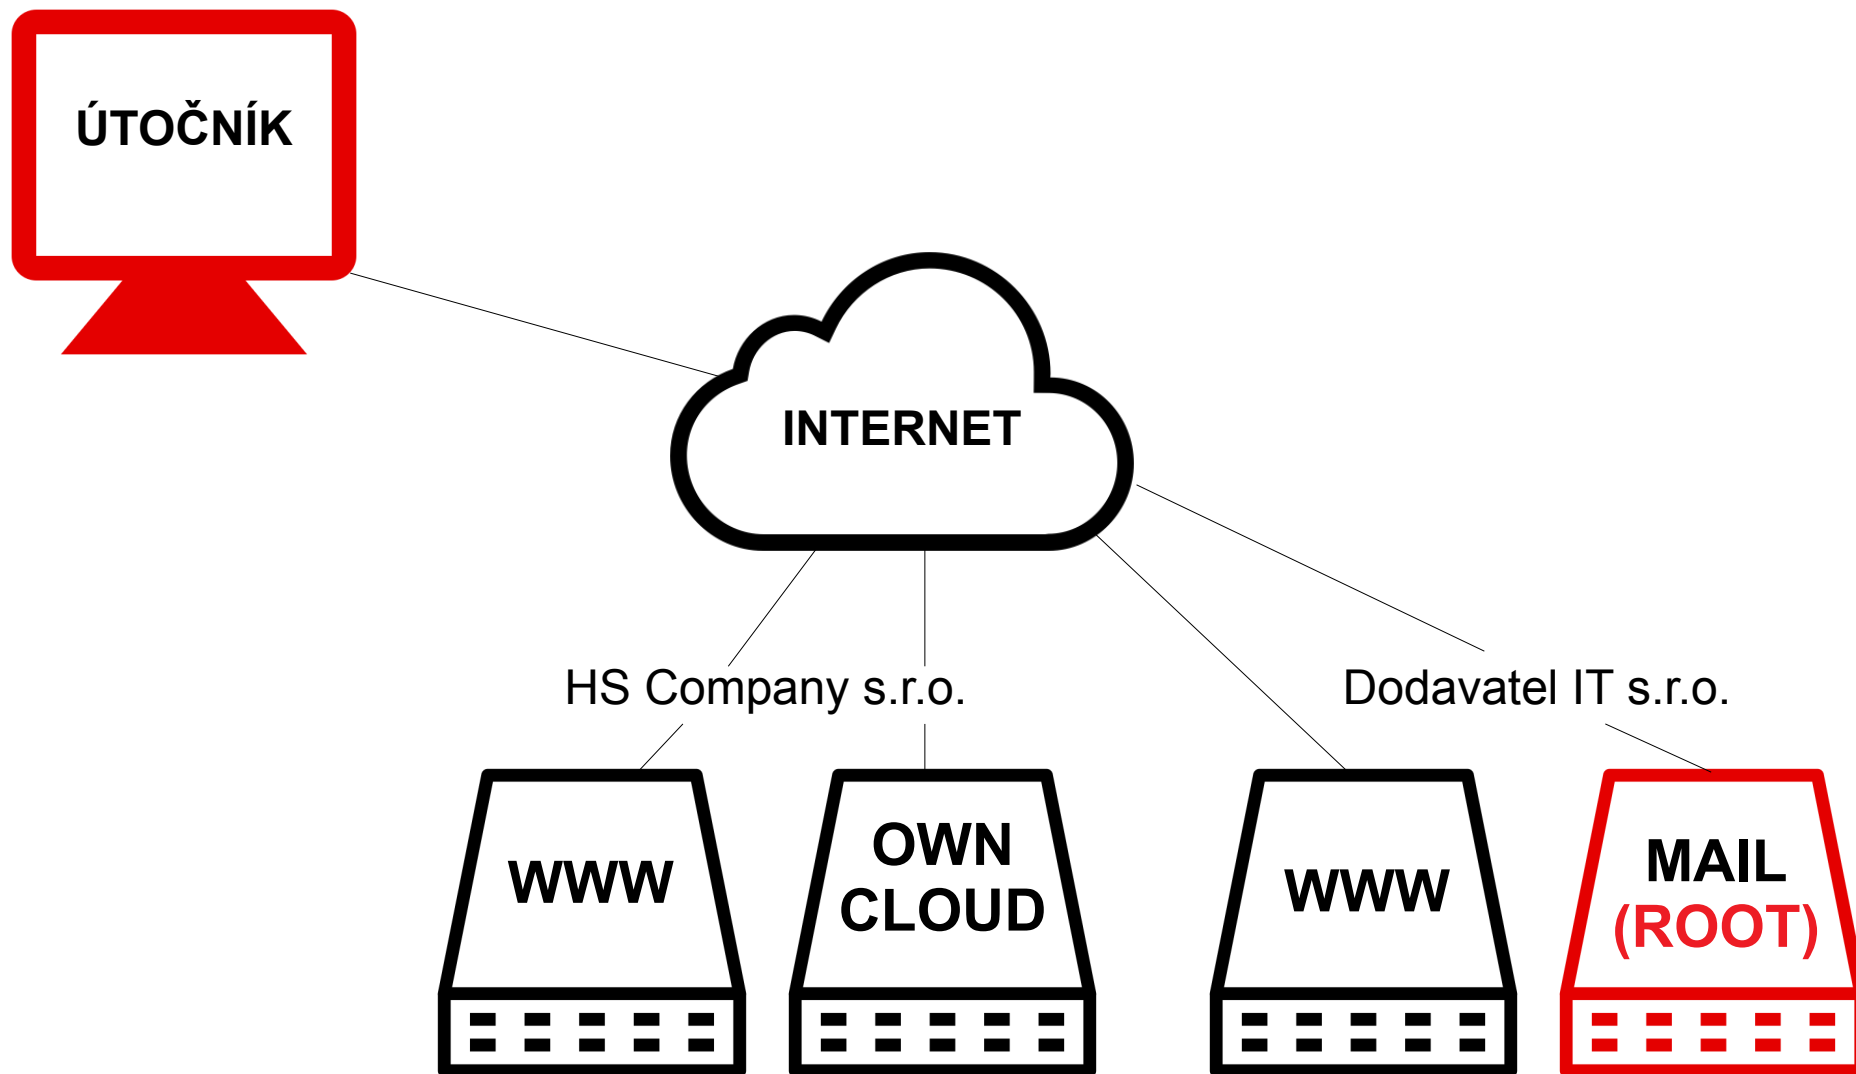 ÚTOČNÍK
INTERNET
HS Company s.r.o.
Dodavatel IT s.r.o.
WWW
OWN
CLOUD
WWW
MAIL
(ROOT)